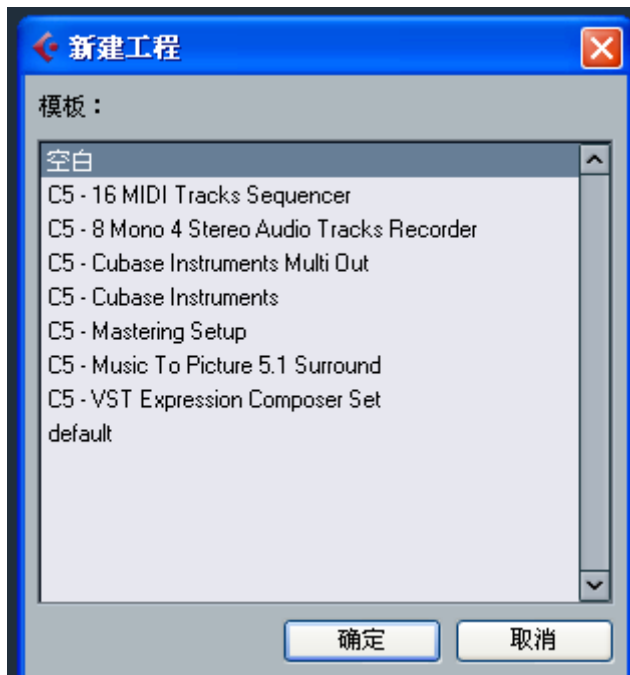 新建工程
模板：
空白
C5 - 16 MIDI Tracks Sequencer
C5 - 8 Mono 4 Stereo Audio Tracks Recorder
C5 - Cubase Instruments Multi Out
C5 - Cubase Instruments
C5 - Mastering Setup
C5 - Music To Picture 5.1 Surround
C5 - VST Expression Composer Set
default
确定 取消